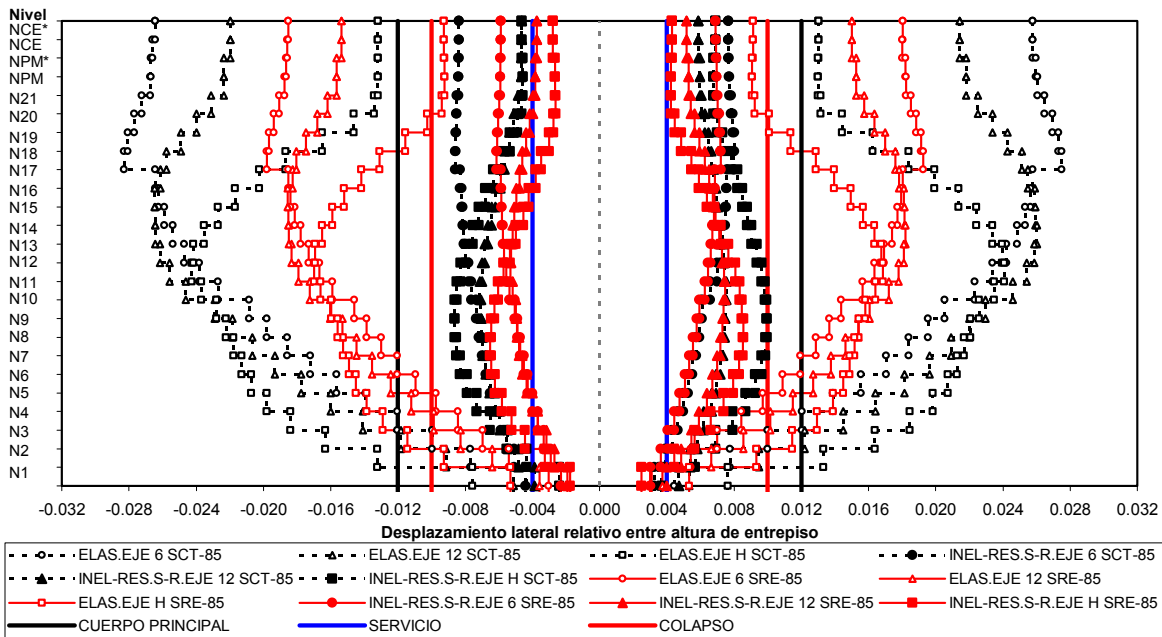 Nivel
NCE*
NCE
NPM*
NPM
N21
N20
N19
N18
N17
N16
N15
N14
N13
N12
N11
N10
N9
N8
N7
N6
N5
N4
N3
N2
N1
-0.032 -0.028 -0.024 -0.020 -0.016 -0.012 -0.008 -0.004 0.000 0.004 0.008 0.012 0.016 0.020 0.024 0.028 0.032
Desplazamiento lateral relativo entre altura de entrepiso
ELAS.EJE 6 SCT-85 ELAS.EJE 12 SCT-85 ELAS.EJE H SCT-85 INEL-RES.S-R.EJE 6 SCT-85
INEL-RES.S-R.EJE 12 SCT-85 INEL-RES.S-R.EJE H SCT-85 ELAS.EJE 6 SRE-85 ELAS.EJE 12 SRE-85
ELAS.EJE H SRE-85 INEL-RES.S-R.EJE 6 SRE-85 INEL-RES.S-R.EJE 12 SRE-85 INEL-RES.S-R.EJE H SRE-85
CUERPO PRINCIPAL SERVICIO COLAPSO